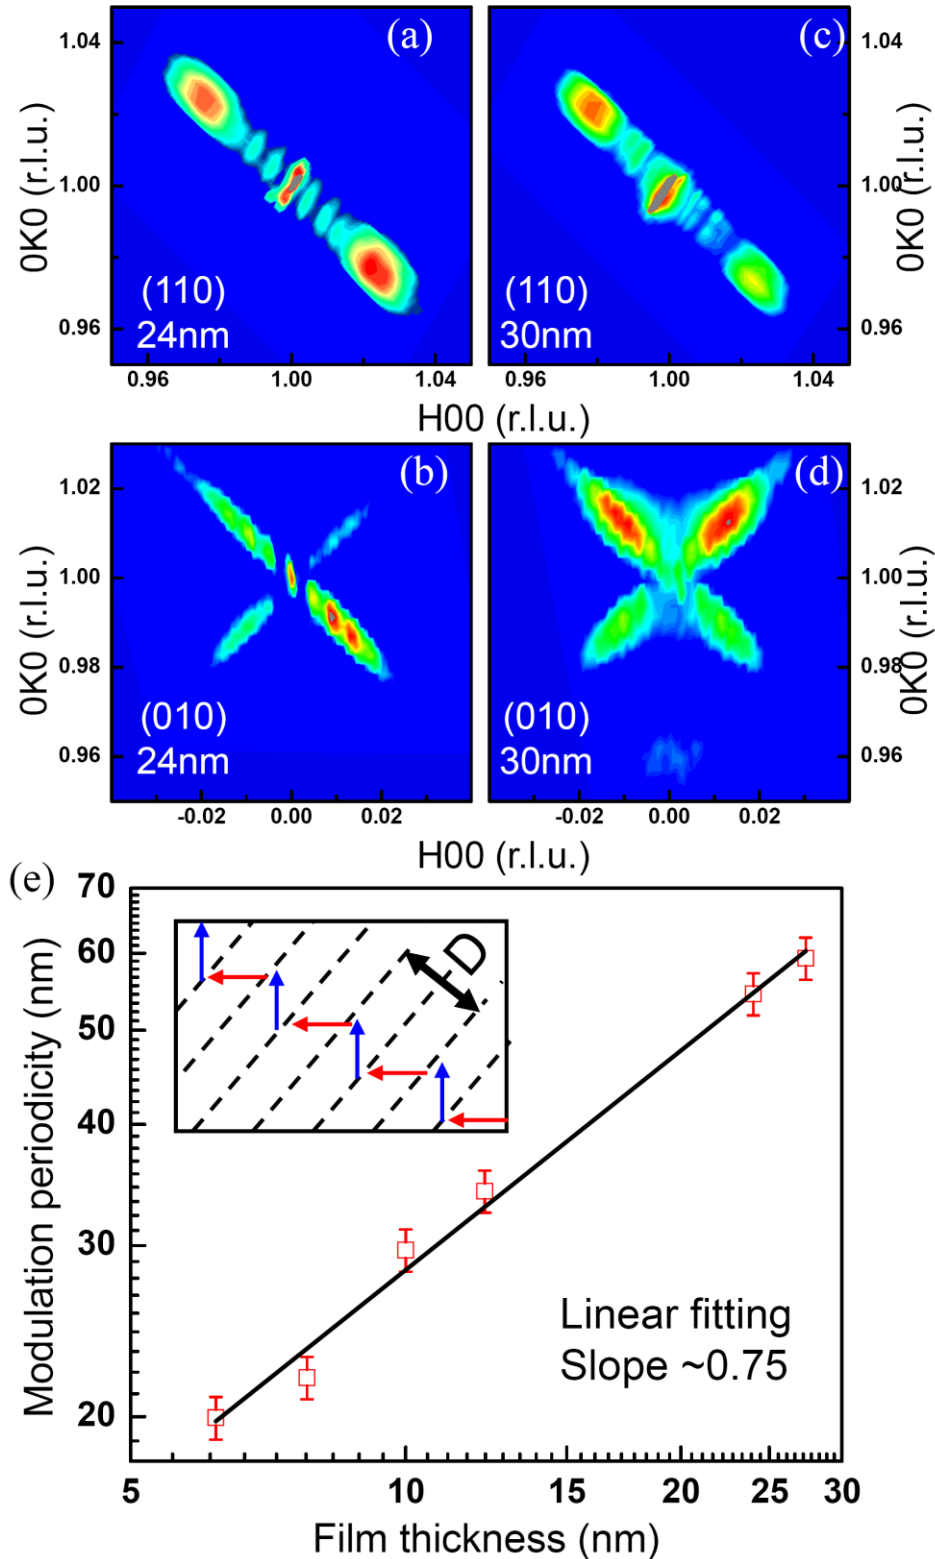 (a)
1.04
1.00
0.96
0K0 (r.l.u.)
(110)
24nm
0.96
1.00
1.04
(c)
1.04
1.00
0.96
0K0 (r.l.u.)
(110)
30nm
0.96
1.00
1.04
H00 (r.l.u.)
(b)
1.02
1.00
0.98
0.96
0K0 (r.l.u.)
(010)
24nm
-0.02
0.00
0.02
(d)
1.02
1.00
0.98
0.96
0K0 (r.l.u.)
(010)
30nm
-0.02
0.00
0.02
H00 (r.l.u.)
(e)
70
60
50
40
30
20
Modulation periodicity (nm)
D
Linear fitting
Slope ~0.75
5
10
15
20
25
30
Film thickness (nm)